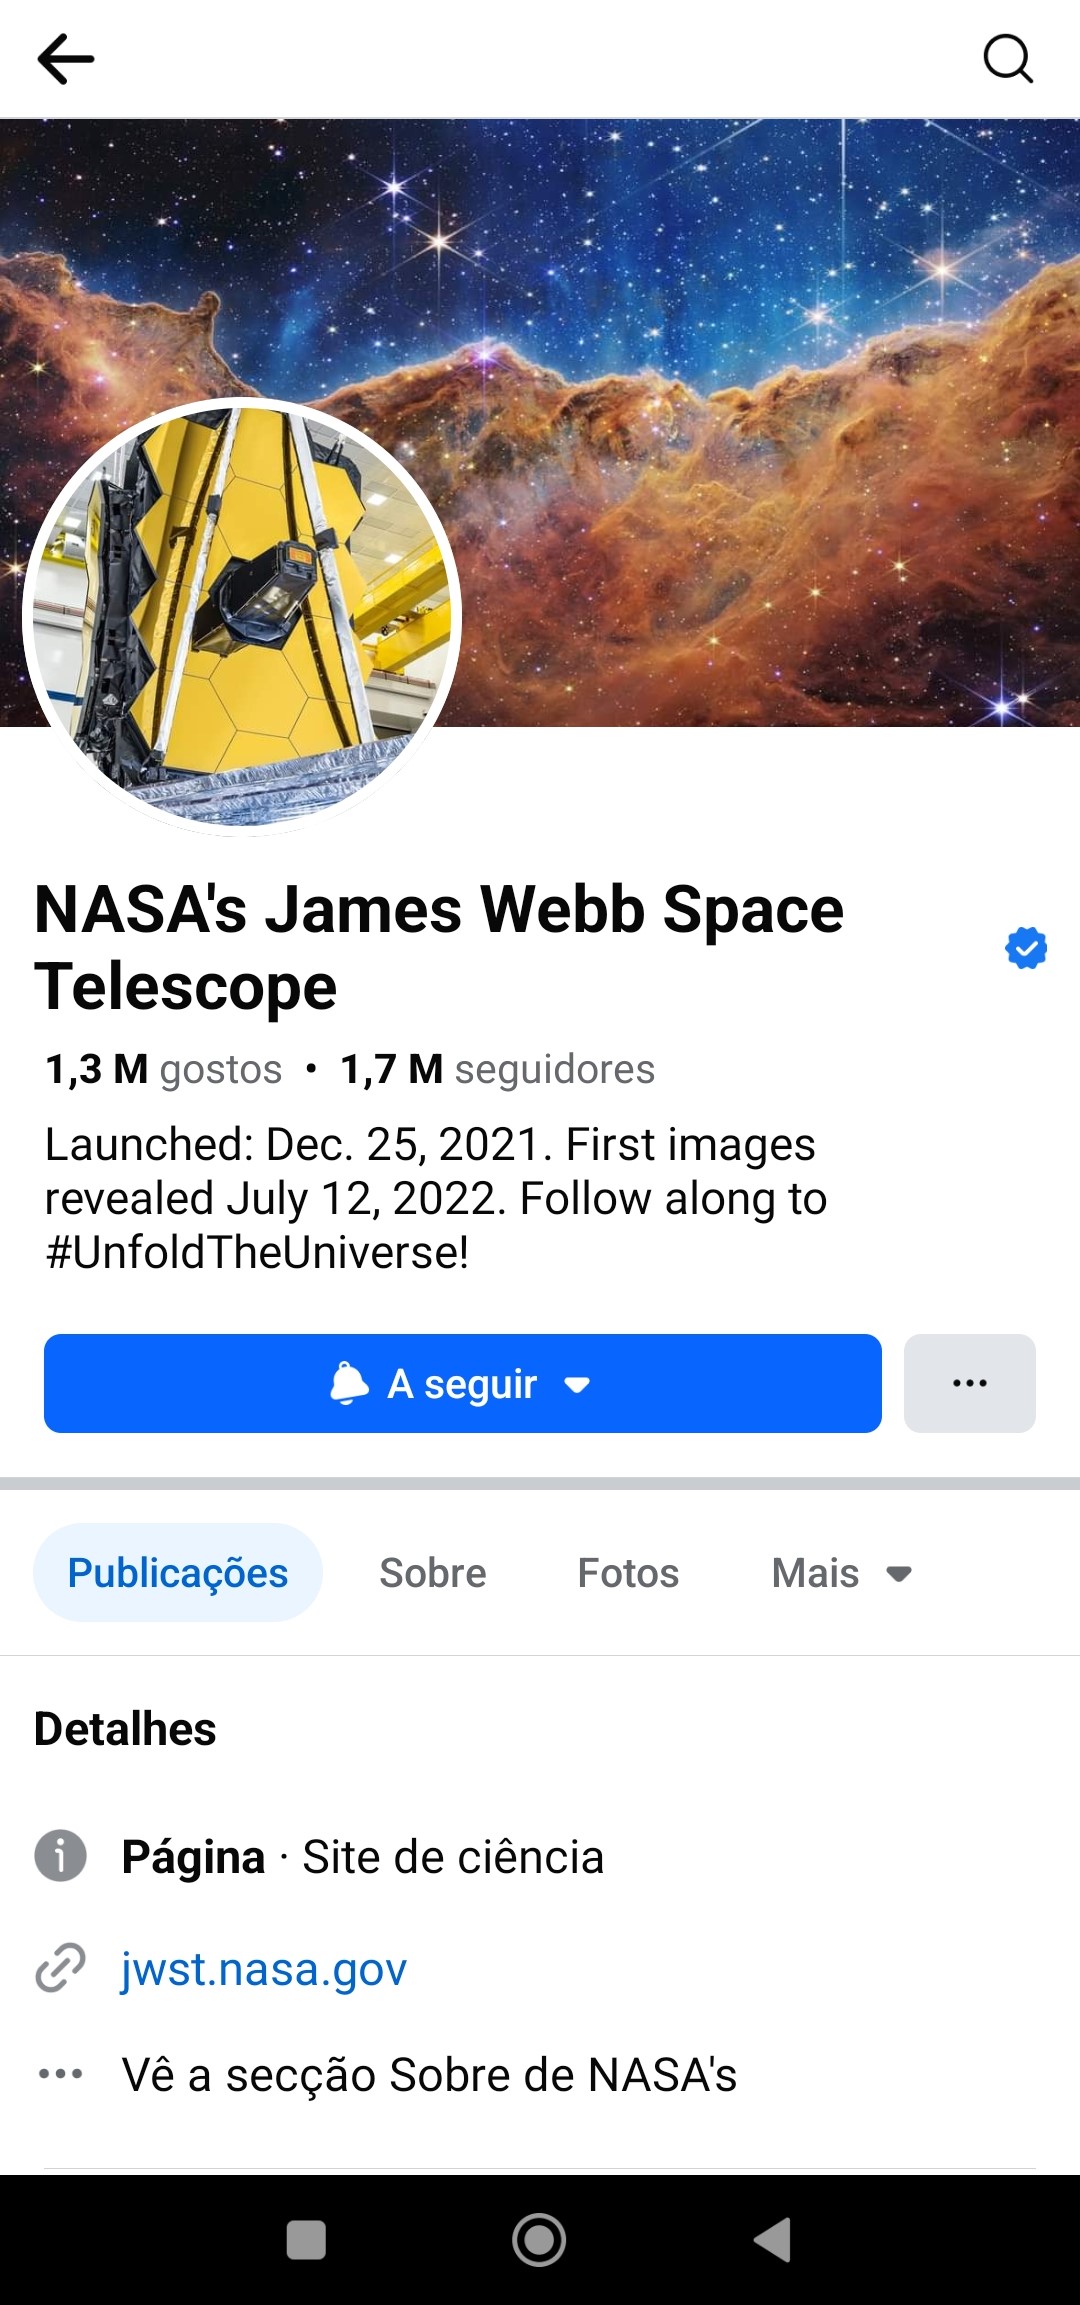 NASA's James Webb Space
Telescope
1,3 M gostos • 1,7 M seguidores
Launched: Dec. 25, 2021. First images
revealed July 12, 2022. Follow along to
#UnfoldTheUniverse!
A seguir
Publicações Sobre Fotos Mais
Detalhes
Página · Site de ciência
jwst.nasa.gov
Vê a secção Sobre de NASA's